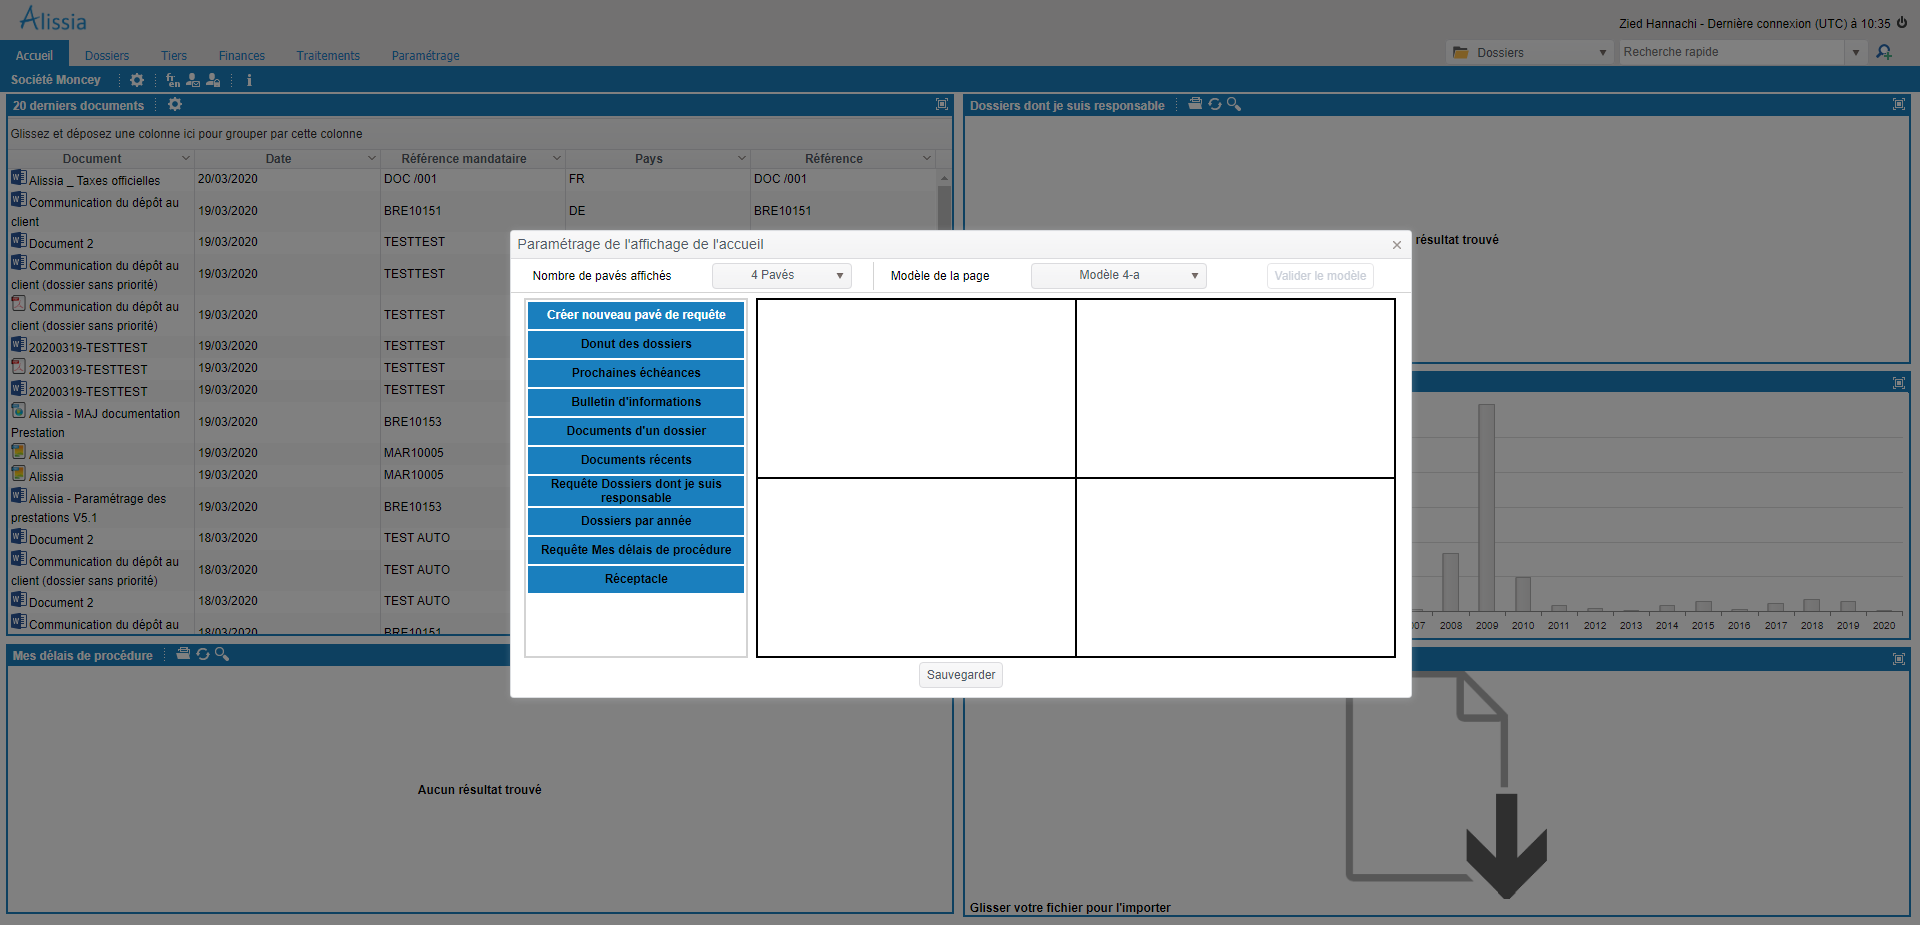 Alissia
Zied Hannachi - Dernière connexion (UTC) à 10:35
Accueil Dossiers Tiers Finances Traitements Paramétrage
Dossiers Recherche rapide
Société Moncey fr en i
20 derniers documents
Glissez et déposez une colonne ici pour grouper par cette colonne
Document Date Référence mandataire Pays Référence
Alissia _ Taxes officielles 20/03/2020 DOC /001 FR DOC /001
Communication du dépôt au
client 19/03/2020 BRE10151 DE BRE10151
Document 2 19/03/2020 TESTTEST
Communication du dépôt au
client (dossier sans priorité) 19/03/2020 TESTTEST
Communication du dépôt au
client (dossier sans priorité) 19/03/2020 TESTTEST
20200319-TESTTEST 19/03/2020 TESTTEST
20200319-TESTTEST 19/03/2020 TESTTEST
20200319-TESTTEST 19/03/2020 TESTTEST
Alissia - MAJ documentation
Prestation 19/03/2020 BRE10153
Alissia 19/03/2020 MAR10005
Alissia 19/03/2020 MAR10005
Alissia - Paramétrage des
prestations V5.1 19/03/2020 BRE10153
Document 2 18/03/2020 TEST AUTO
Communication du dépôt au
client (dossier sans priorité) 18/03/2020 TEST AUTO
Document 2 18/03/2020 TEST AUTO
Communication du dépôt au
18/03/2020 BRE10151
Dossiers dont je suis responsable
résultat trouvé
Paramétrage de l'affichage de l'accueil
Nombre de pavés affichés 4 Pavés Modèle de la page Modèle 4-a Valider le modèle
Créer nouveau pavé de requête
Donut des dossiers
Prochaines échéances
Bulletin d'informations
Documents d'un dossier
Documents récents
Requête Dossiers dont je suis
responsable
Dossiers par année
Requête Mes délais de procédure
Réceptacle
Sauvegarder
07 2008 2009 2010 2011 2012 2013 2014 2015 2016 2017 2018 2019 2020
Mes délais de procédure
Aucun résultat trouvé
Glisser votre fichier pour l'importer